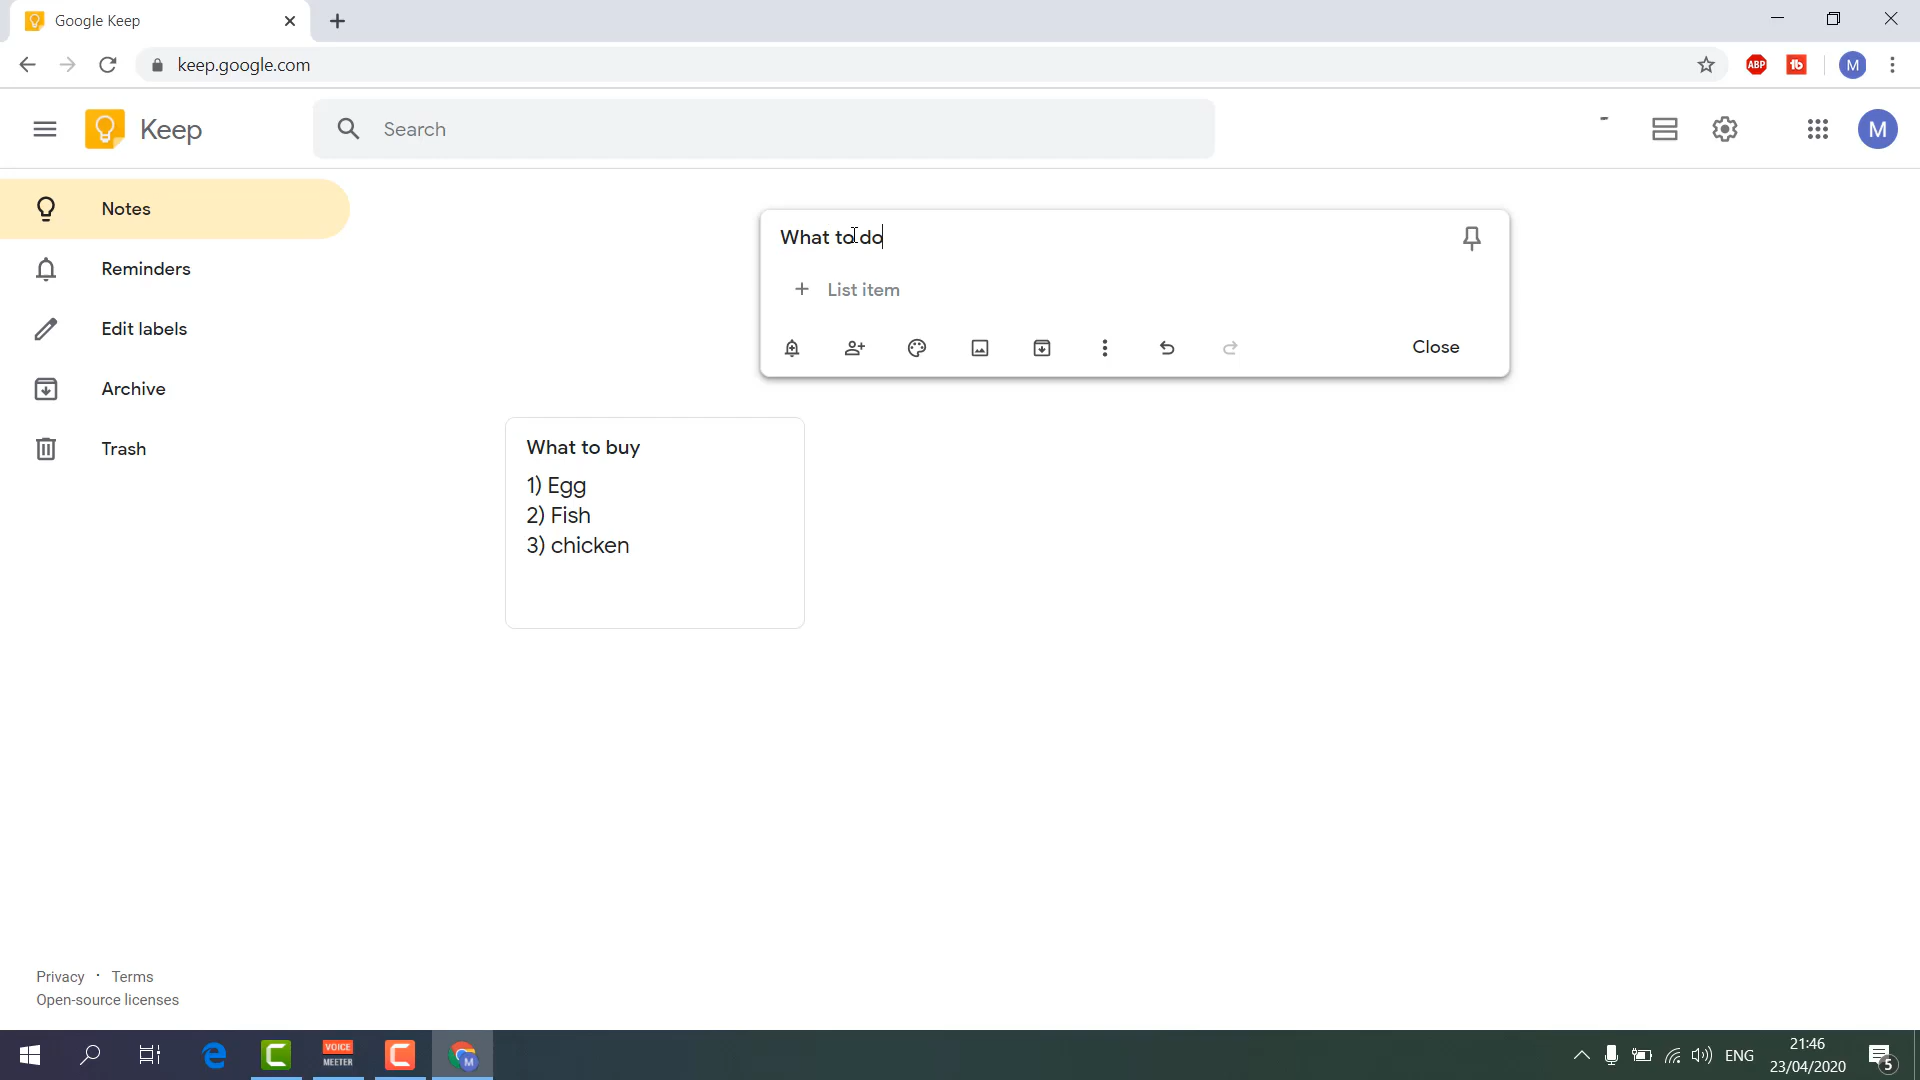 Google Keep
keep.google.com
ABP
tb
M
Keep
Search
M
Notes
What to do
Reminders
List item
Edit labels
Close
Archive
Trash
What to buy
1) Egg
2) Fish
3) chicken
Privacy · Terms
Open-source licenses
VOICE
MEETER
M
ENG
21:46
23/04/2020
5